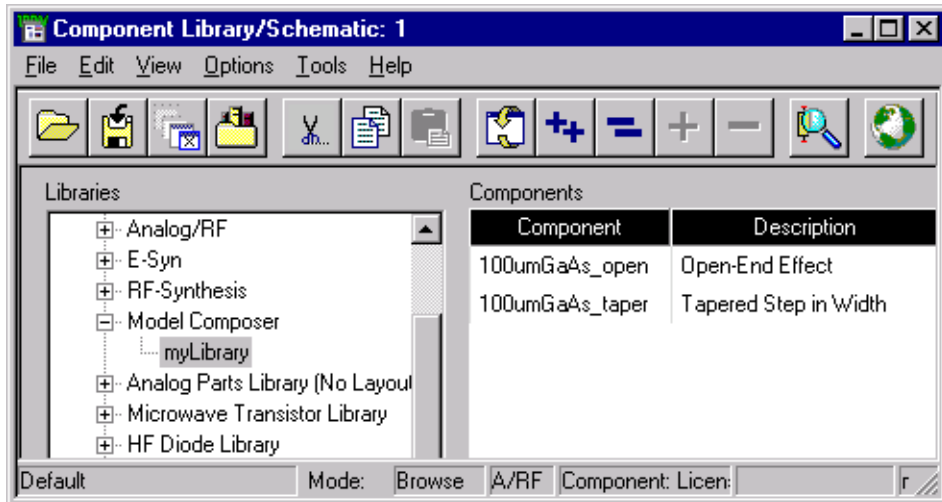 Component Library/Schematic: 1
File Edit View Options Tools Help
Libraries
Analog/RF
E-Syn
RF-Synthesis
Model Composer
myLibrary
Analog Parts Library (No Layout
Microwave Transistor Library
HF Diode Library
Components
Component Description
100umGaAs_open Open-End Effect
100umGaAs_taper Tapered Step in Width
Default Mode: Browse A/RF Component: Licen: r